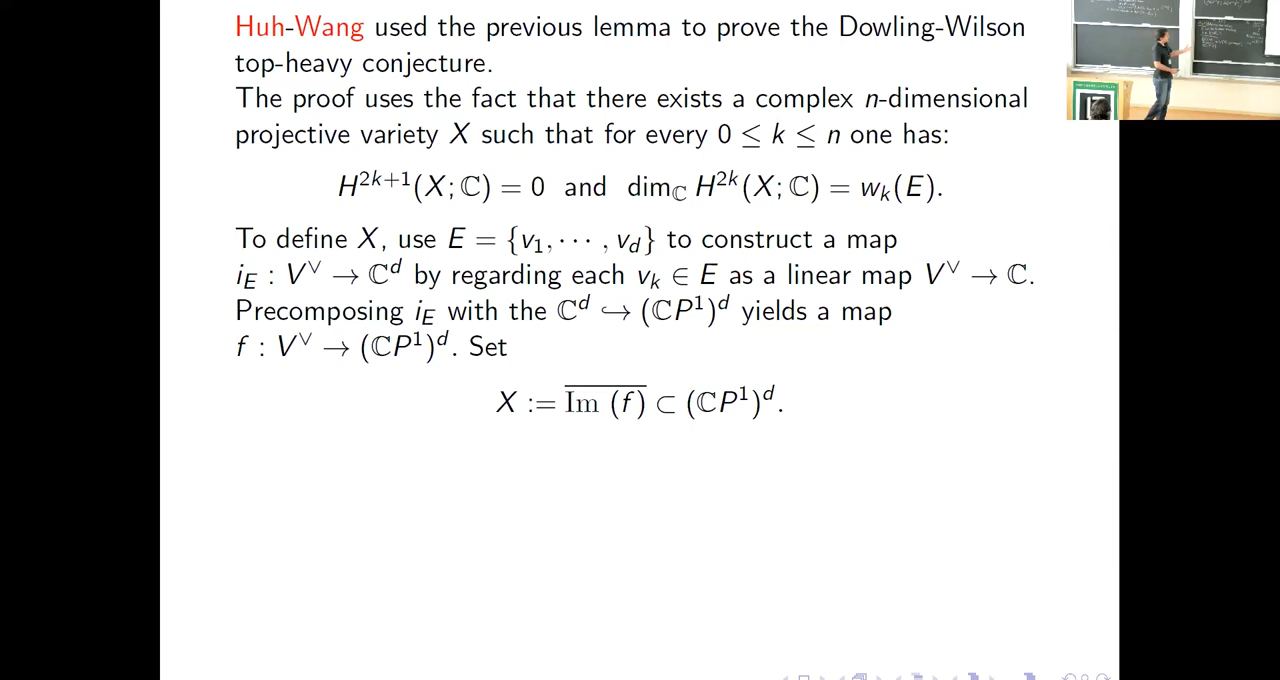 Huh-Wang used the previous lemma to prove the Dowling-Wilson
top-heavy conjecture.
The proof uses the fact that there exists a complex n-dimensional
projective variety X such that for every 0 ≤ k ≤ n one has:
H^{2k+1}(X; ℂ) = 0 and dim_ℂ H^{2k}(X; ℂ) = w_k(E).
To define X, use E = {v_1, ⋯ , v_d} to construct a map
i_E : V^∨ → ℂ^d by regarding each v_k ∈ E as a linear map V^∨ → ℂ.
Precomposing i_E with the ℂ^d ↪ (ℂP^1)^d yields a map
f : V^∨ → (ℂP^1)^d. Set
X := \overline{Im (f)} ⊂ (ℂP^1)^d.